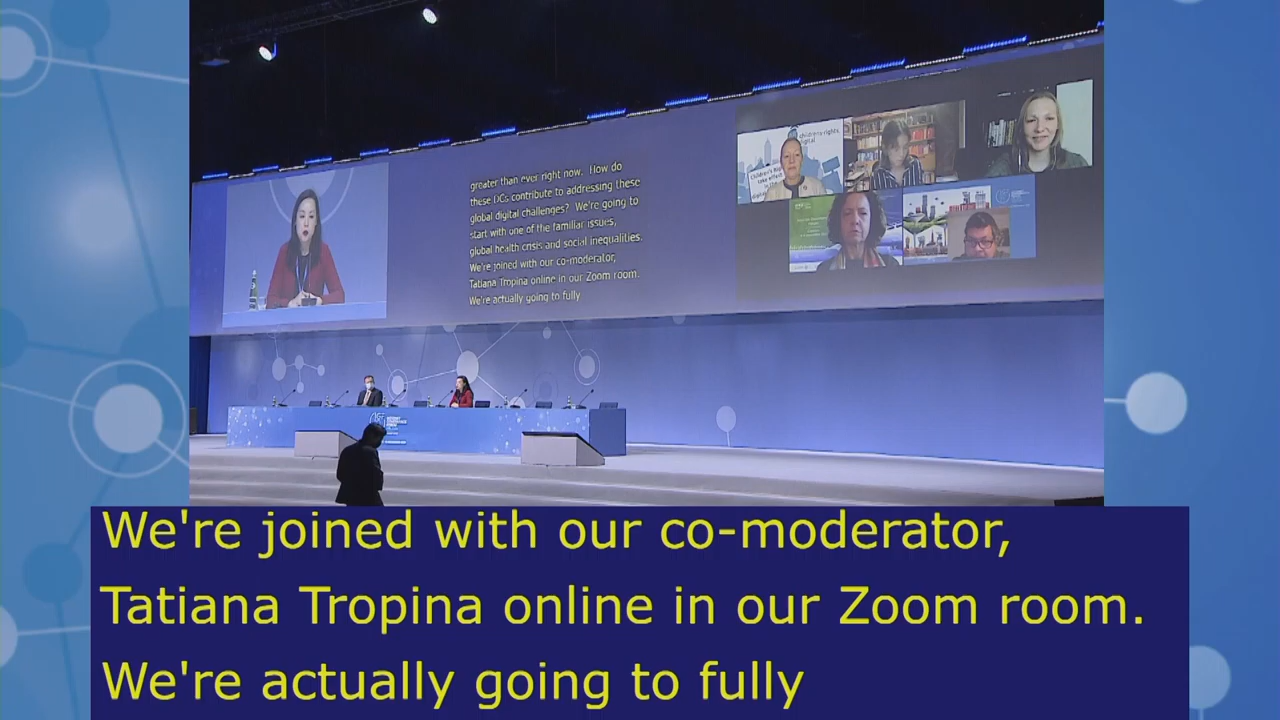 greater than ever right now. How do
these DCs contribute to addressing these
global digital challenges? We're going to
start with one of the familiar issues,
global health crisis and social inequalities.
We're joined with our co-moderator,
Tatiana Tropina online in our Zoom room.
We're actually going to fully
children's rights
digital
We're joined with our co-moderator,
Tatiana Tropina online in our Zoom room.
We're actually going to fully